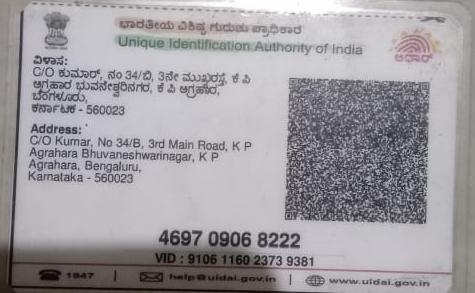 ಭಾರತೀಯ ವಿಶಿಷ್ಟ ಗುರುತು ಪ್ರಾಧಿಕಾರ
Unique Identification Authority of India
ಆಧಾರ್
ವಿಳಾಸ:
C/O ಕುಮಾರ್, ನಂ 34/ಬಿ, 3ನೇ ಮುಖ್ಯರಸ್ತೆ, ಕೆ ಪಿ
ಅಗ್ರಹಾರ ಭುವನೇಶ್ವರಿನಗರ, ಕೆ ಪಿ ಅಗ್ರಹಾರ,
ಬೆಂಗಳೂರು,
ಕರ್ನಾಟಕ - 560023
Address:
C/O Kumar, No 34/B, 3rd Main Road, K P
Agrahara Bhuvaneshwarinagar, K P
Agrahara, Bengaluru,
Karnataka - 560023
4697 0906 8222
VID : 9106 1160 2373 9381
1947 | help@uidai.gov.in | www.uidai.gov.in